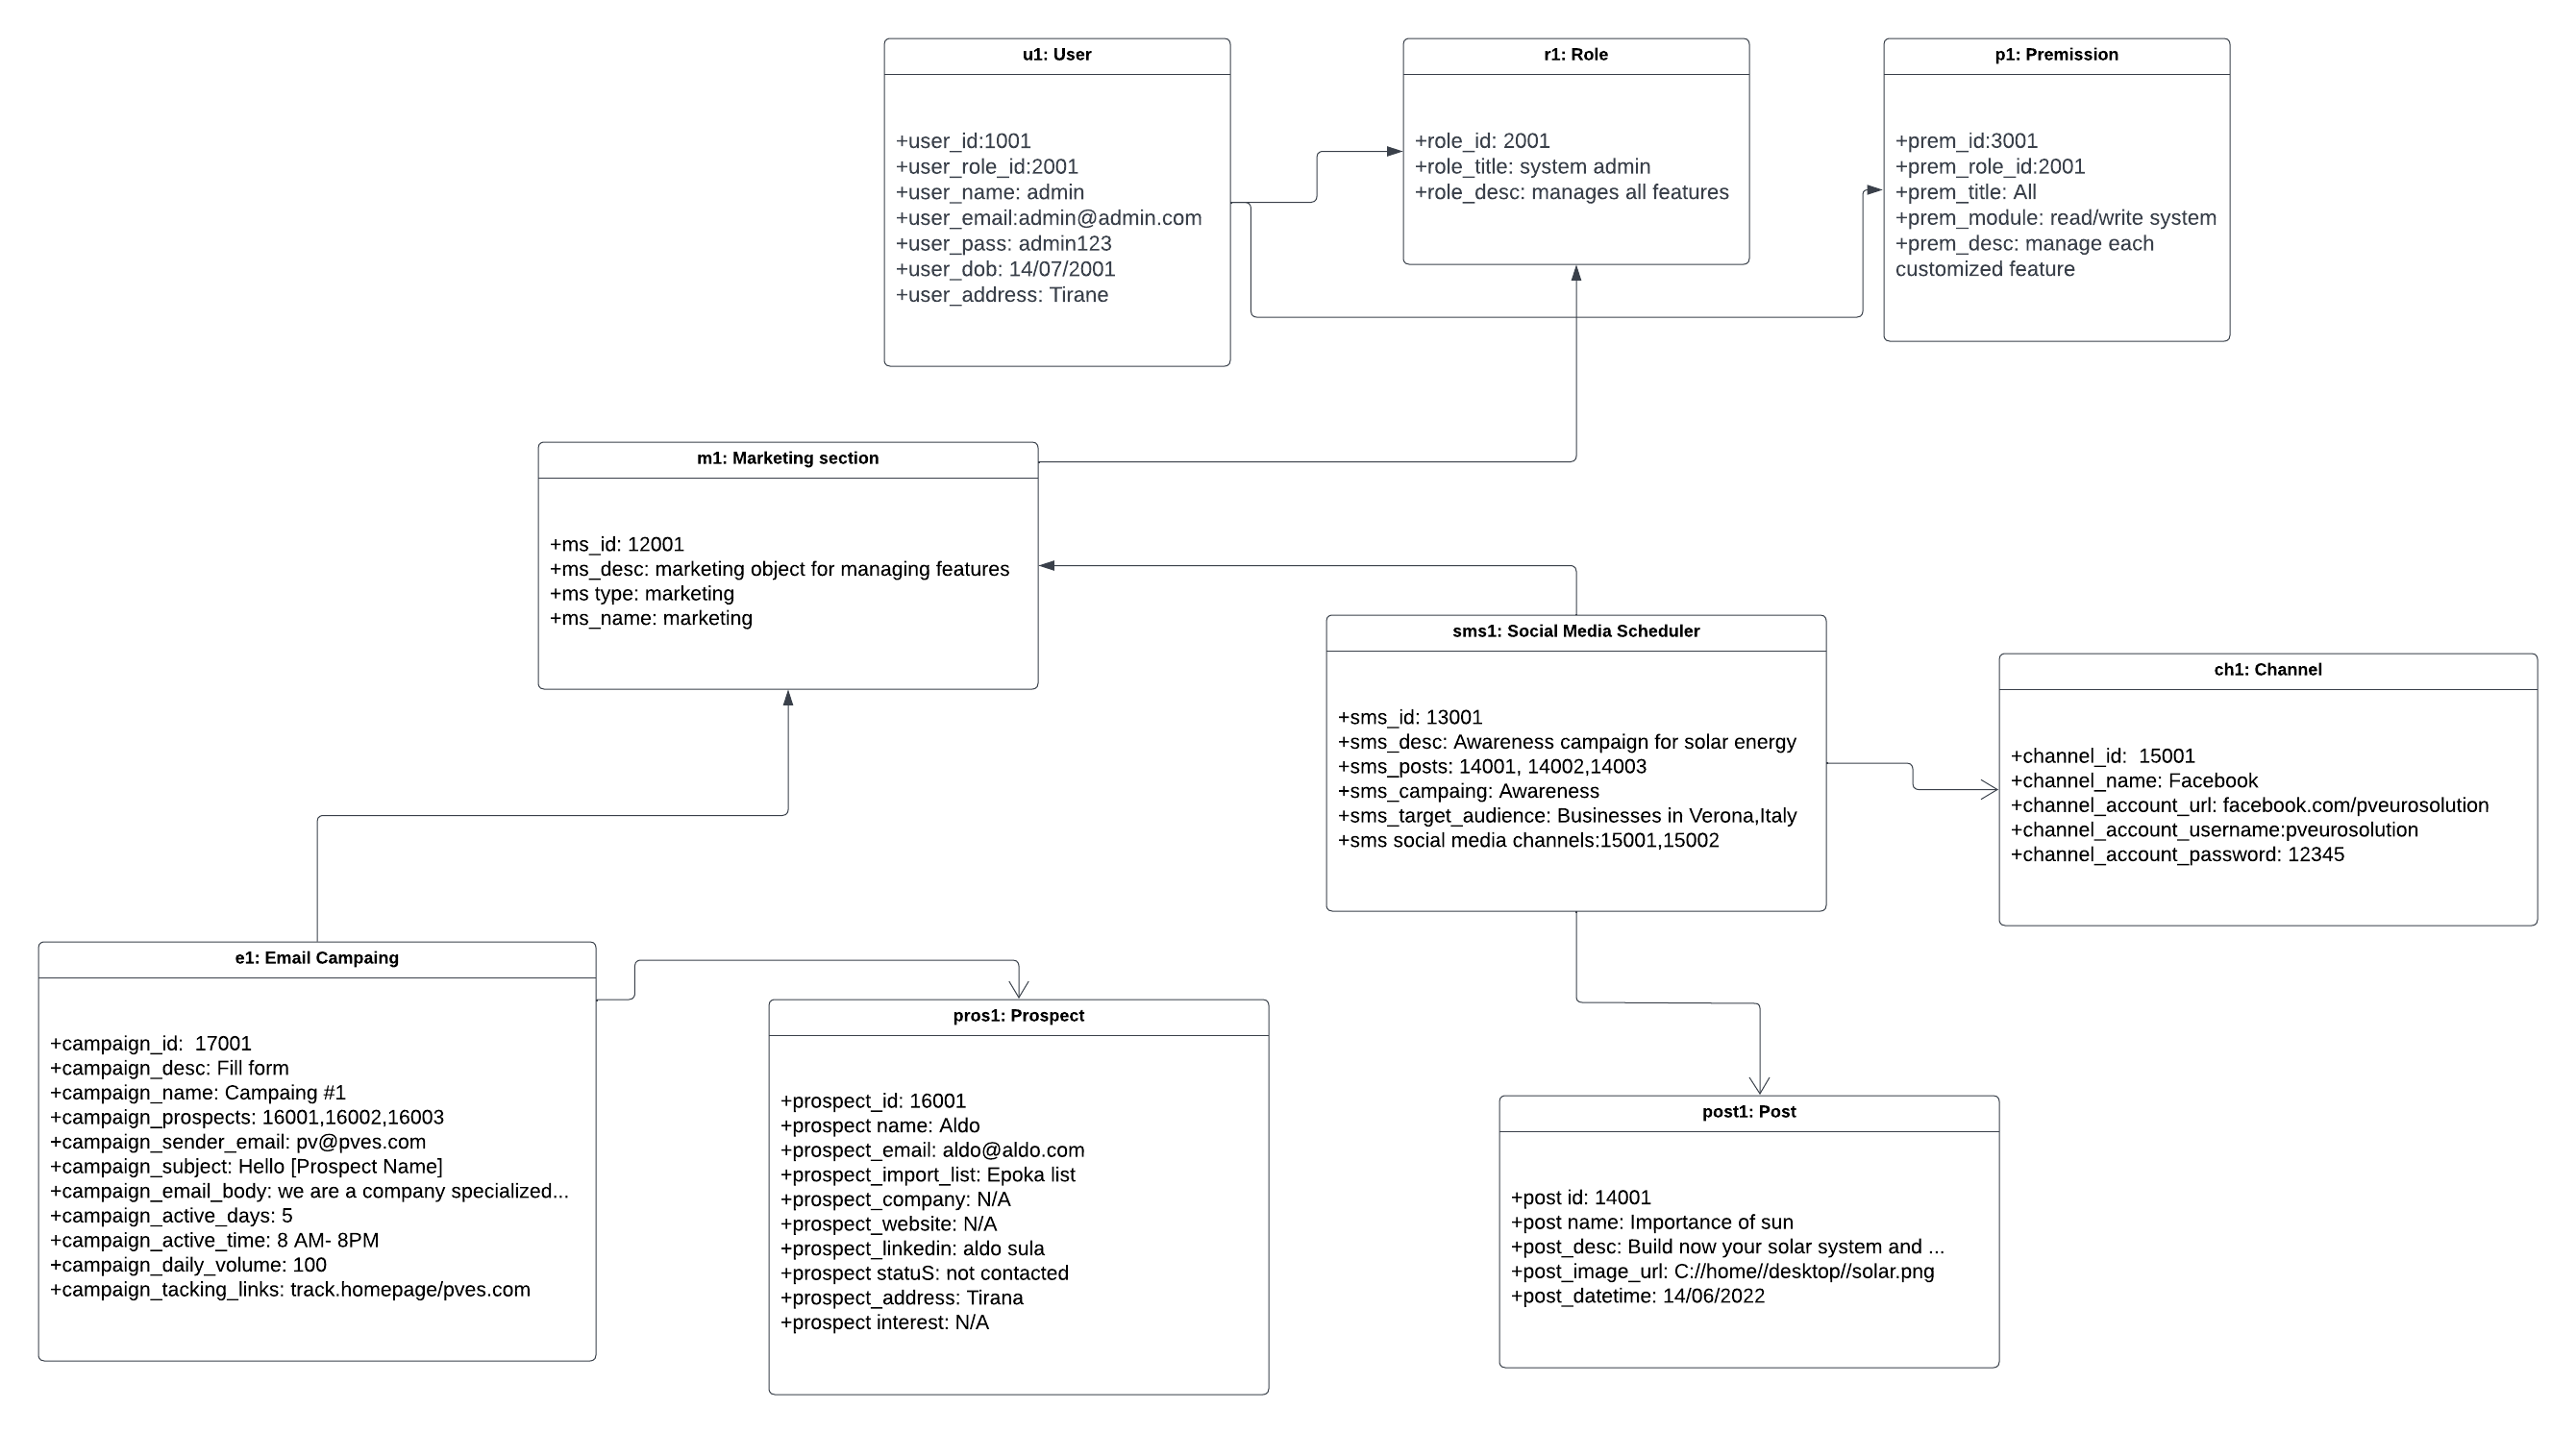 u1: User
+user_id:1001
+user_role_id:2001
+user_name: admin
+user_email:admin@admin.com
+user_pass: admin123
+user_dob: 14/07/2001
+user_address: Tirane
r1: Role
+role_id: 2001
+role_title: system admin
+role_desc: manages all features
p1: Premission
+prem_id:3001
+prem_role_id:2001
+prem_title: All
+prem_module: read/write system
+prem_desc: manage each
customized feature
m1: Marketing section
+ms_id: 12001
+ms_desc: marketing object for managing features
+ms type: marketing
+ms_name: marketing
sms1: Social Media Scheduler
+sms_id: 13001
+sms_desc: Awareness campaign for solar energy
+sms_posts: 14001, 14002,14003
+sms_campaing: Awareness
+sms_target_audience: Businesses in Verona,Italy
+sms social media channels:15001,15002
ch1: Channel
+channel_id:  15001
+channel_name: Facebook
+channel_account_url: facebook.com/pveurosolution
+channel_account_username:pveurosolution
+channel_account_password: 12345
e1: Email Campaing
+campaign_id:  17001
+campaign_desc: Fill form
+campaign_name: Campaing #1
+campaign_prospects: 16001,16002,16003
+campaign_sender_email: pv@pves.com
+campaign_subject: Hello [Prospect Name]
+campaign_email_body: we are a company specialized...
+campaign_active_days: 5
+campaign_active_time: 8 AM- 8PM
+campaign_daily_volume: 100
+campaign_tacking_links: track.homepage/pves.com
pros1: Prospect
+prospect_id: 16001
+prospect name: Aldo
+prospect_email: aldo@aldo.com
+prospect_import_list: Epoka list
+prospect_company: N/A
+prospect_website: N/A
+prospect_linkedin: aldo sula
+prospect statuS: not contacted
+prospect_address: Tirana
+prospect interest: N/A
post1: Post
+post id: 14001
+post name: Importance of sun
+post_desc: Build now your solar system and ...
+post_image_url: C://home//desktop//solar.png
+post_datetime: 14/06/2022